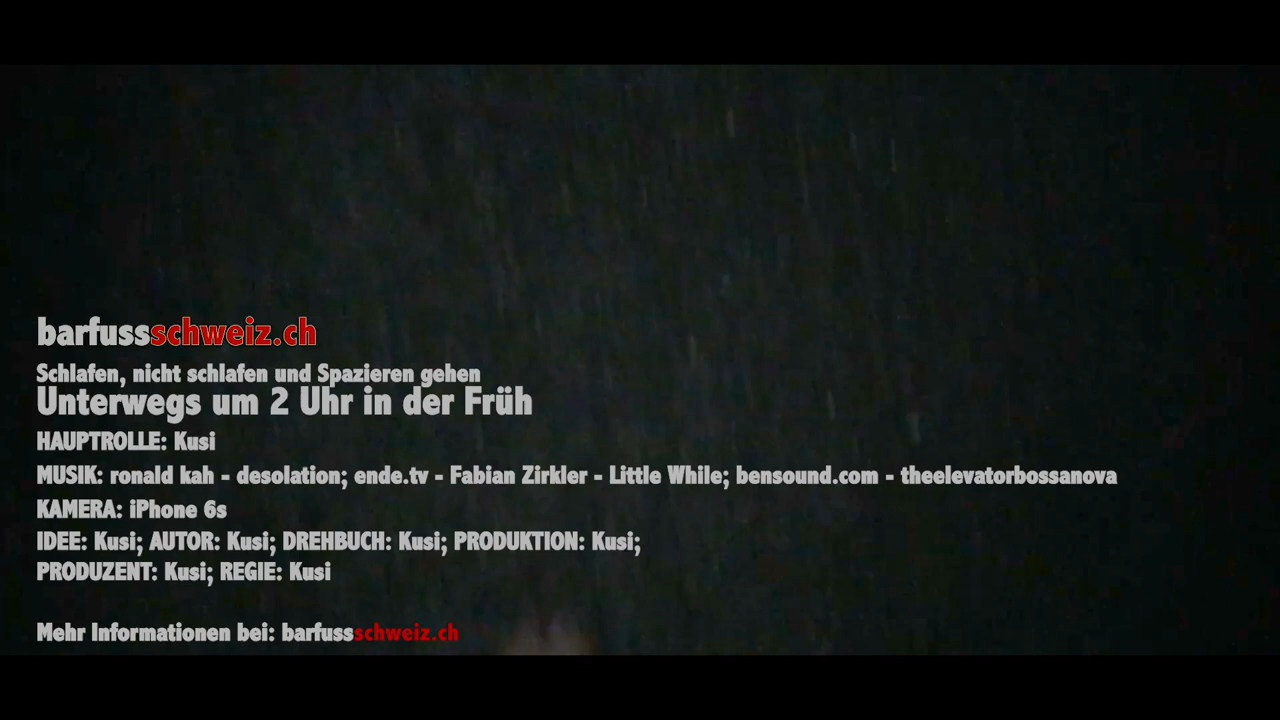 barfussschweiz.ch
Schlafen, nicht schlafen und Spazieren gehen
Unterwegs um 2 Uhr in der Früh
HAUPTROLLE: Kusi
MUSIK: ronald kah - desolation; ende.tv - Fabian Zirkler - Little While; bensound.com - theelevatorbossanova
KAMERA: iPhone 6s
IDEE: Kusi; AUTOR: Kusi; DREHBUCH: Kusi; PRODUKTION: Kusi;
PRODUZENT: Kusi; REGIE: Kusi
Mehr Informationen bei: barfussschweiz.ch